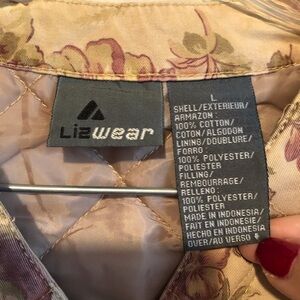 Lizwear
L
SHELL/EXTERIEUR/
ARMAZON:
100% COTTON/
COTON/ALGODON
LINING/DOUBLURE/
FORRO:
100% POLYESTER/
POLIESTER
FILLING/
REMBOURRAGE/
RELLENO:
100% POLYESTER/
POLIESTER
MADE IN INDONESIA/
FAIT EN INDONESIE/
HECHO EN INDONESIA
OVER/AU VERSO